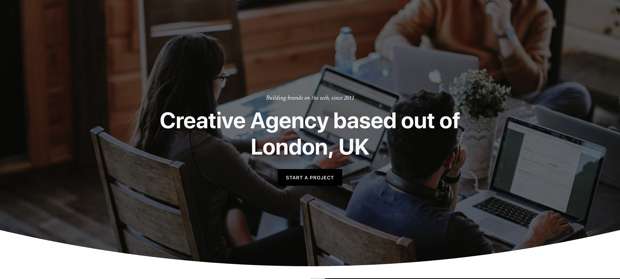 Building brands on the web, since 2011
Creative Agency based out of
London, UK
START A PROJECT